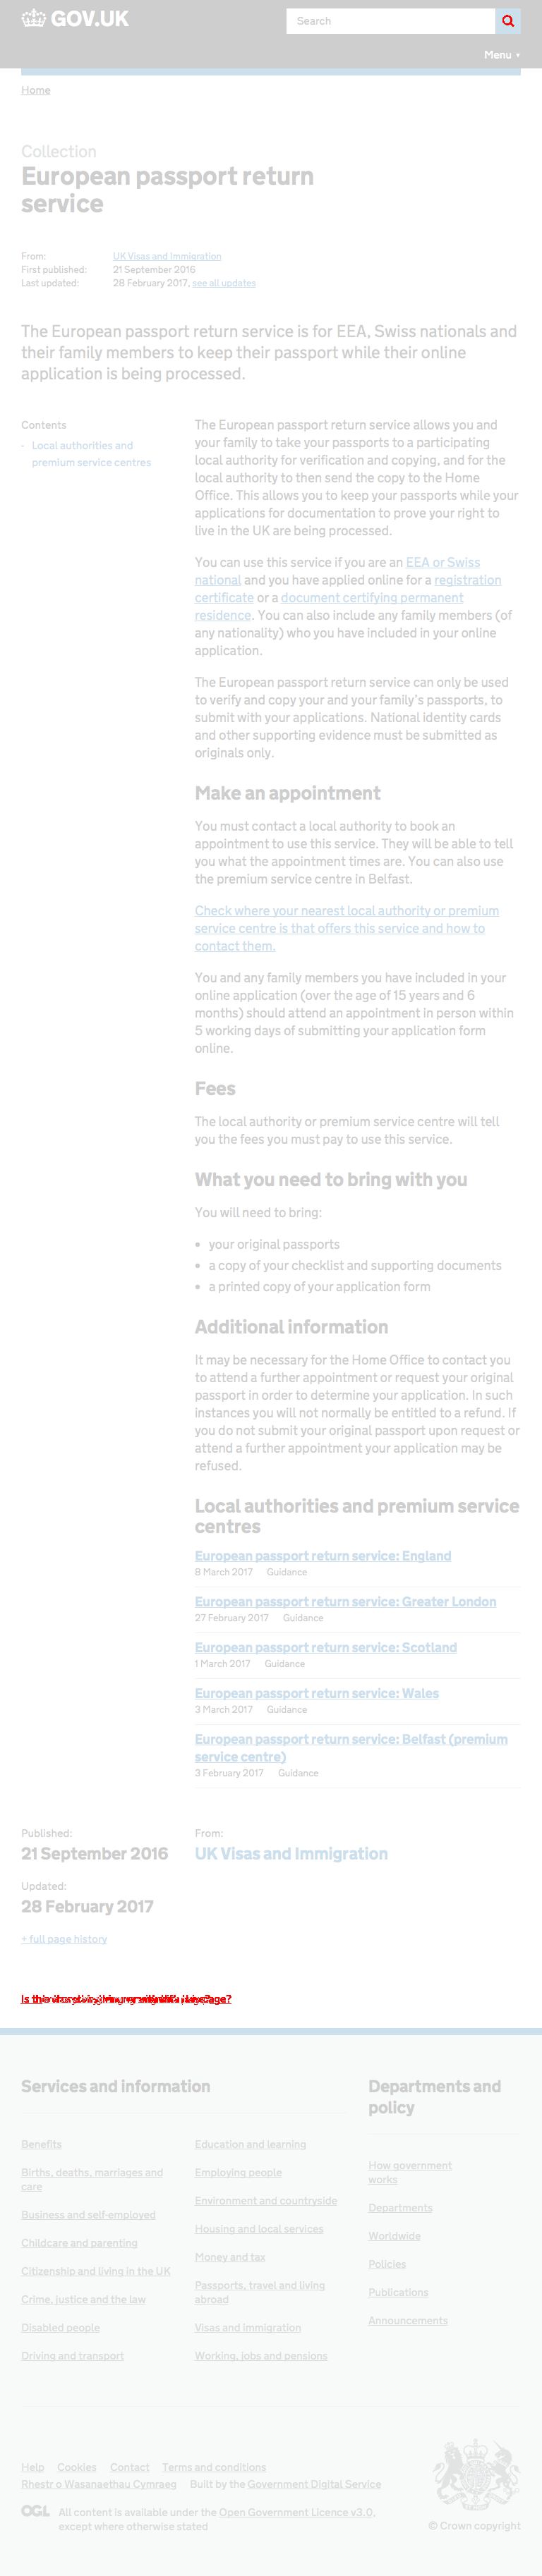 GOV.UK
Search
Menu ▼
Home
Collection
European passport return
service
From: UK Visas and Immigration
First published: 21 September 2016
Last updated: 28 February 2017, see all updates
The European passport return service is for EEA, Swiss nationals and
their family members to keep their passport while their online
application is being processed.
Contents
- Local authorities and
premium service centres
The European passport return service allows you and
your family to take your passports to a participating
local authority for verification and copying, and for the
local authority to then send the copy to the Home
Office. This allows you to keep your passports while your
applications for documentation to prove your right to
live in the UK are being processed.
You can use this service if you are an EEA or Swiss
national and you have applied online for a registration
certificate or a document certifying permanent
residence. You can also include any family members (of
any nationality) who you have included in your online
application.
The European passport return service can only be used
to verify and copy your and your family's passports, to
submit with your applications. National identity cards
and other supporting evidence must be submitted as
originals only.
Make an appointment
You must contact a local authority to book an
appointment to use this service. They will be able to tell
you what the appointment times are. You can also use
the premium service centre in Belfast.
Check where your nearest local authority or premium
service centre is that offers this service and how to
contact them.
You and any family members you have included in your
online application (over the age of 15 years and 6
months) should attend an appointment in person within
5 working days of submitting your application form
online.
Fees
The local authority or premium service centre will tell
you the fees you must pay to use this service.
What you need to bring with you
You will need to bring:
• your original passports
• a copy of your checklist and supporting documents
• a printed copy of your application form
Additional information
It may be necessary for the Home Office to contact you
to attend a further appointment or request your original
passport in order to determine your application. In such
instances you will not normally be entitled to a refund. If
you do not submit your original passport upon request or
attend a further appointment your application may be
refused.
Local authorities and premium service
centres
European passport return service: England
8 March 2017 Guidance
European passport return service: Greater London
27 February 2017 Guidance
European passport return service: Scotland
1 March 2017 Guidance
European passport return service: Wales
3 March 2017 Guidance
European passport return service: Belfast (premium
service centre)
3 February 2017 Guidance
Published:
21 September 2016
From:
UK Visas and Immigration
Updated:
28 February 2017
+ full page history
Is this page?
Services and information
Departments and
policy
Benefits
Births, deaths, marriages and
care
Business and self-employed
Childcare and parenting
Citizenship and living in the UK
Crime, justice and the law
Disabled people
Driving and transport
Education and learning
Employing people
Environment and countryside
Housing and local services
Money and tax
Passports, travel and living
abroad
Visas and immigration
Working, jobs and pensions
How government
works
Departments
Worldwide
Policies
Publications
Announcements
Help Cookies Contact Terms and conditions
Rhestr o Wasanaethau Cymraeg Built by the Government Digital Service
OGL All content is available under the Open Government Licence v3.0,
except where otherwise stated
© Crown copyright